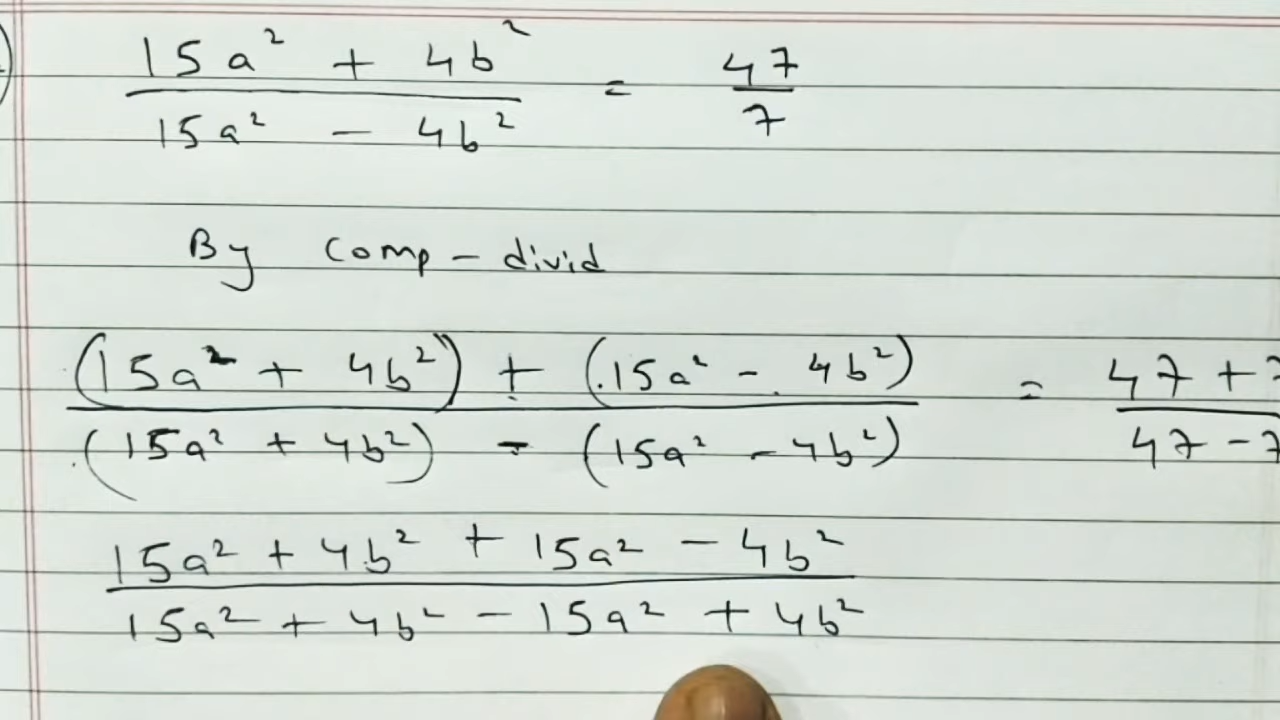 15a² + 4b² / 15a² - 4b² = 47 / 7
By comp - divid
(15a² + 4b²) + (15a² - 4b²) / (15a² + 4b²) - (15a² - 4b²) = 47 + 7 / 47 - 7
15a² + 4b² + 15a² - 4b² / 15a² + 4b² - 15a² + 4b²